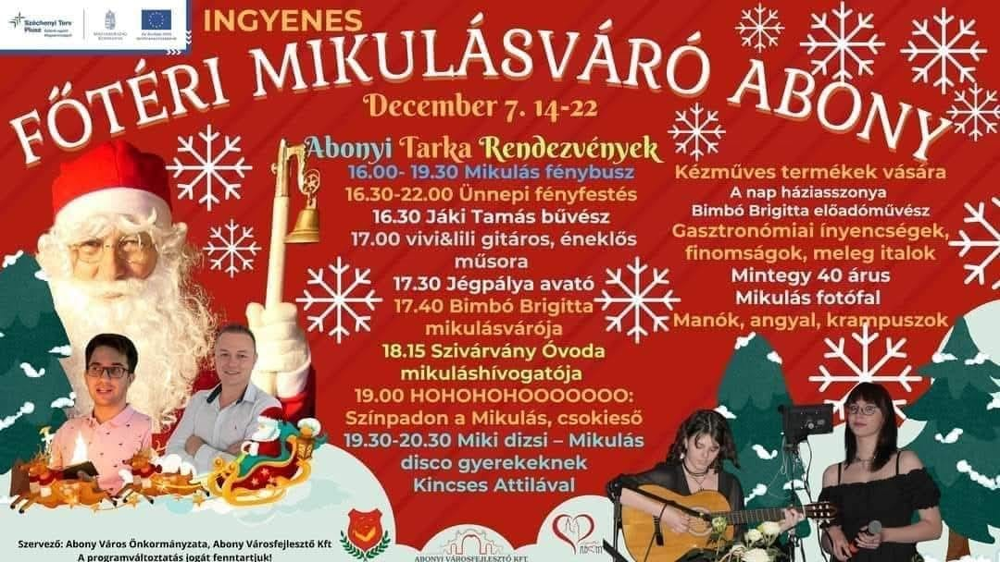 Széchenyi Terv
Plusz
INGYENES
FŐTÉRI MIKULÁSVÁRÓ ABONY
December 7. 14-22
Abonyi Tarka Rendezvények
16.00- 19.30 Mikulás fénybusz
16.30-22.00 Ünnepi fényfestés
16.30 Jáki Tamás bűvész
17.00 vivi&lili gitáros, éneklős
műsora
17.30 Jégpálya avató
17.40 Bimbó Brigitta
mikulásvárója
18.15 Szivárvány Óvoda
mikuláshívogatója
19.00 HOHOHOHOOOOOOO:
Színpadon a Mikulás, csokieső
19.30-20.30 Miki dizsi – Mikulás
disco gyerekeknek
Kincses Attilával
Kézműves termékek vására
A nap háziasszonya
Bimbó Brigitta előadóművész
Gasztronómiai ínyencségek,
finomságok, meleg italok
Mintegy 40 árus
Mikulás fotófal
Manók, angyal, krampuszok
Szervező: Abony Város Önkormányzata, Abony Városfejlesztő Kft
A programváltoztatás jogát fenntartjuk!
ABONYI VÁROSFEJLESZTŐ KFT.